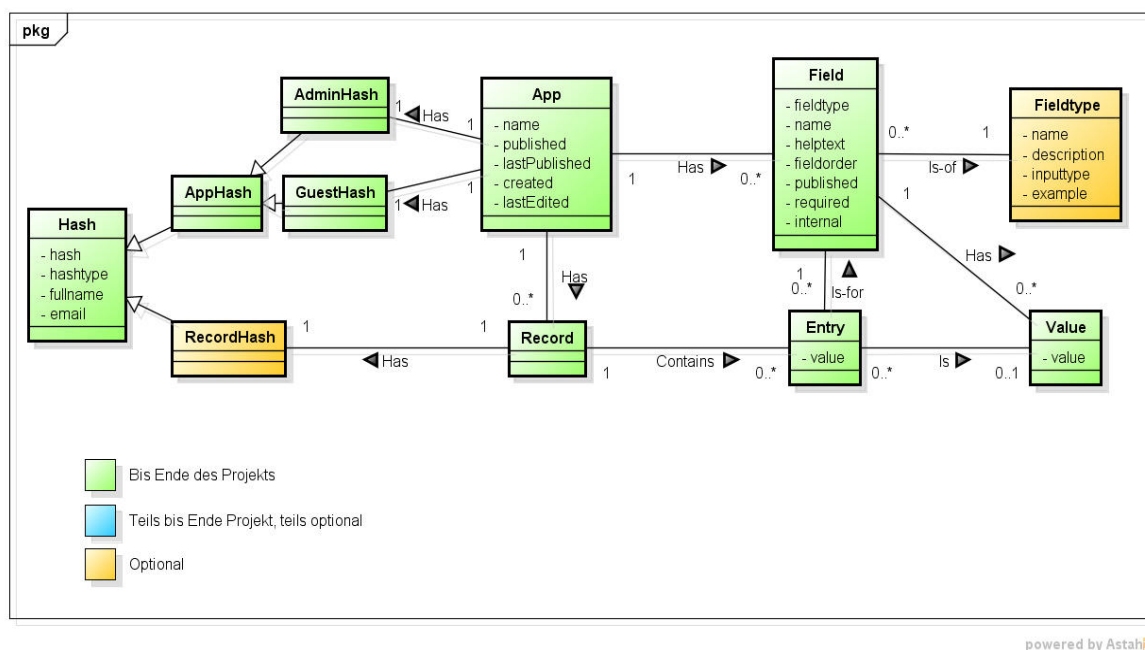 pkg
AdminHash
App
- name
- published
- lastPublished
- created
- lastEdited
Field
- fieldtype
- name
- helptext
- fieldorder
- published
- required
- internal
Fieldtype
- name
- description
- inputtype
- example
AppHash
GuestHash
Hash
- hash
- hashtype
- fullname
- email
1
Has
1
1
Has
1
Has
1
0..*
0..*
1
Is-of
1
Has
0..*
1
Has
0..*
1
0..*
Is-for
RecordHash
1
Has
1
Record
1
Contains
0..*
Entry
- value
0..*
Is
0..1
Value
- value
Bis Ende des Projekts
Teils bis Ende Projekt, teils optional
Optional
powered by Astah